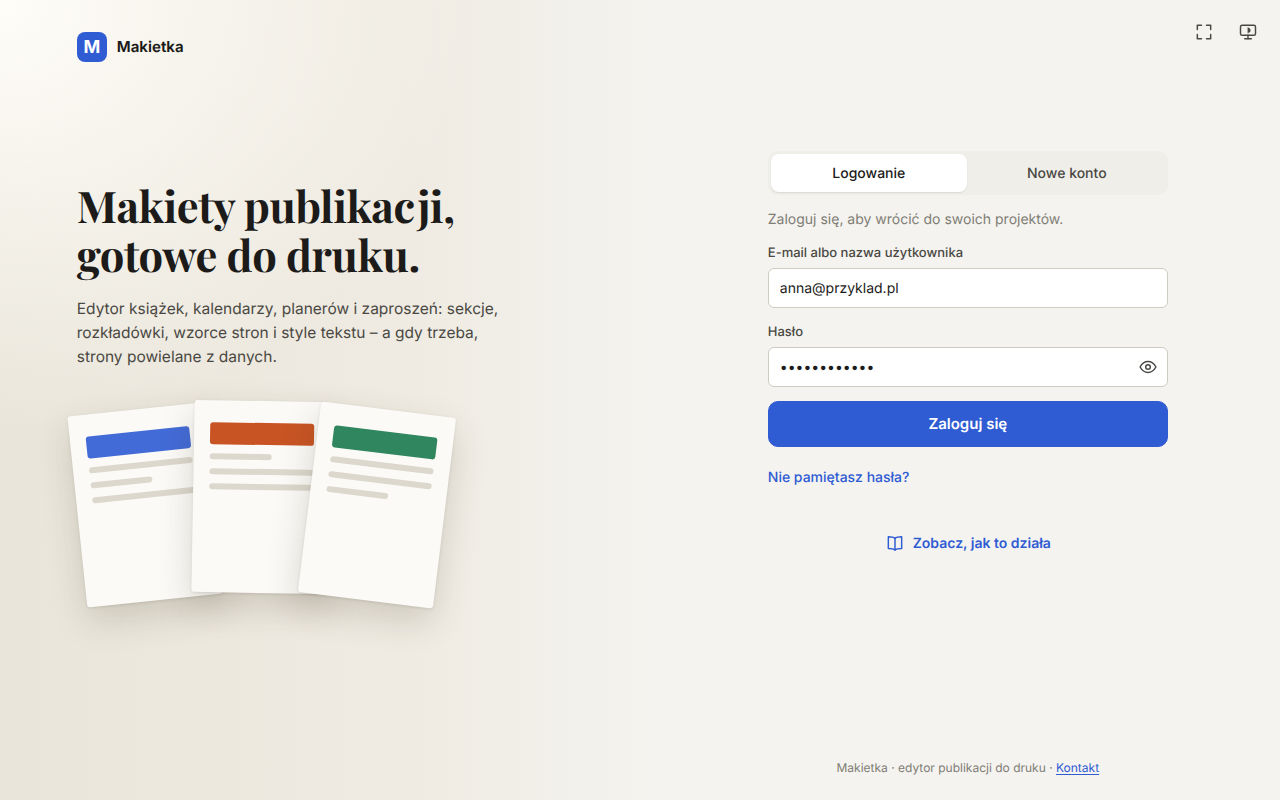 M Makietka
Makiety publikacji,
gotowe do druku.
Edytor książek, kalendarzy, planerów i zaproszeń: sekcje,
rozkładówki, wzorce stron i style tekstu – a gdy trzeba,
strony powielane z danych.
Logowanie
Nowe konto
Zaloguj się, aby wrócić do swoich projektów.
E-mail albo nazwa użytkownika
anna@przyklad.pl
Hasło
••••••••••••
Zaloguj się
Nie pamiętasz hasła?
Zobacz, jak to działa
Makietka · edytor publikacji do druku · Kontakt